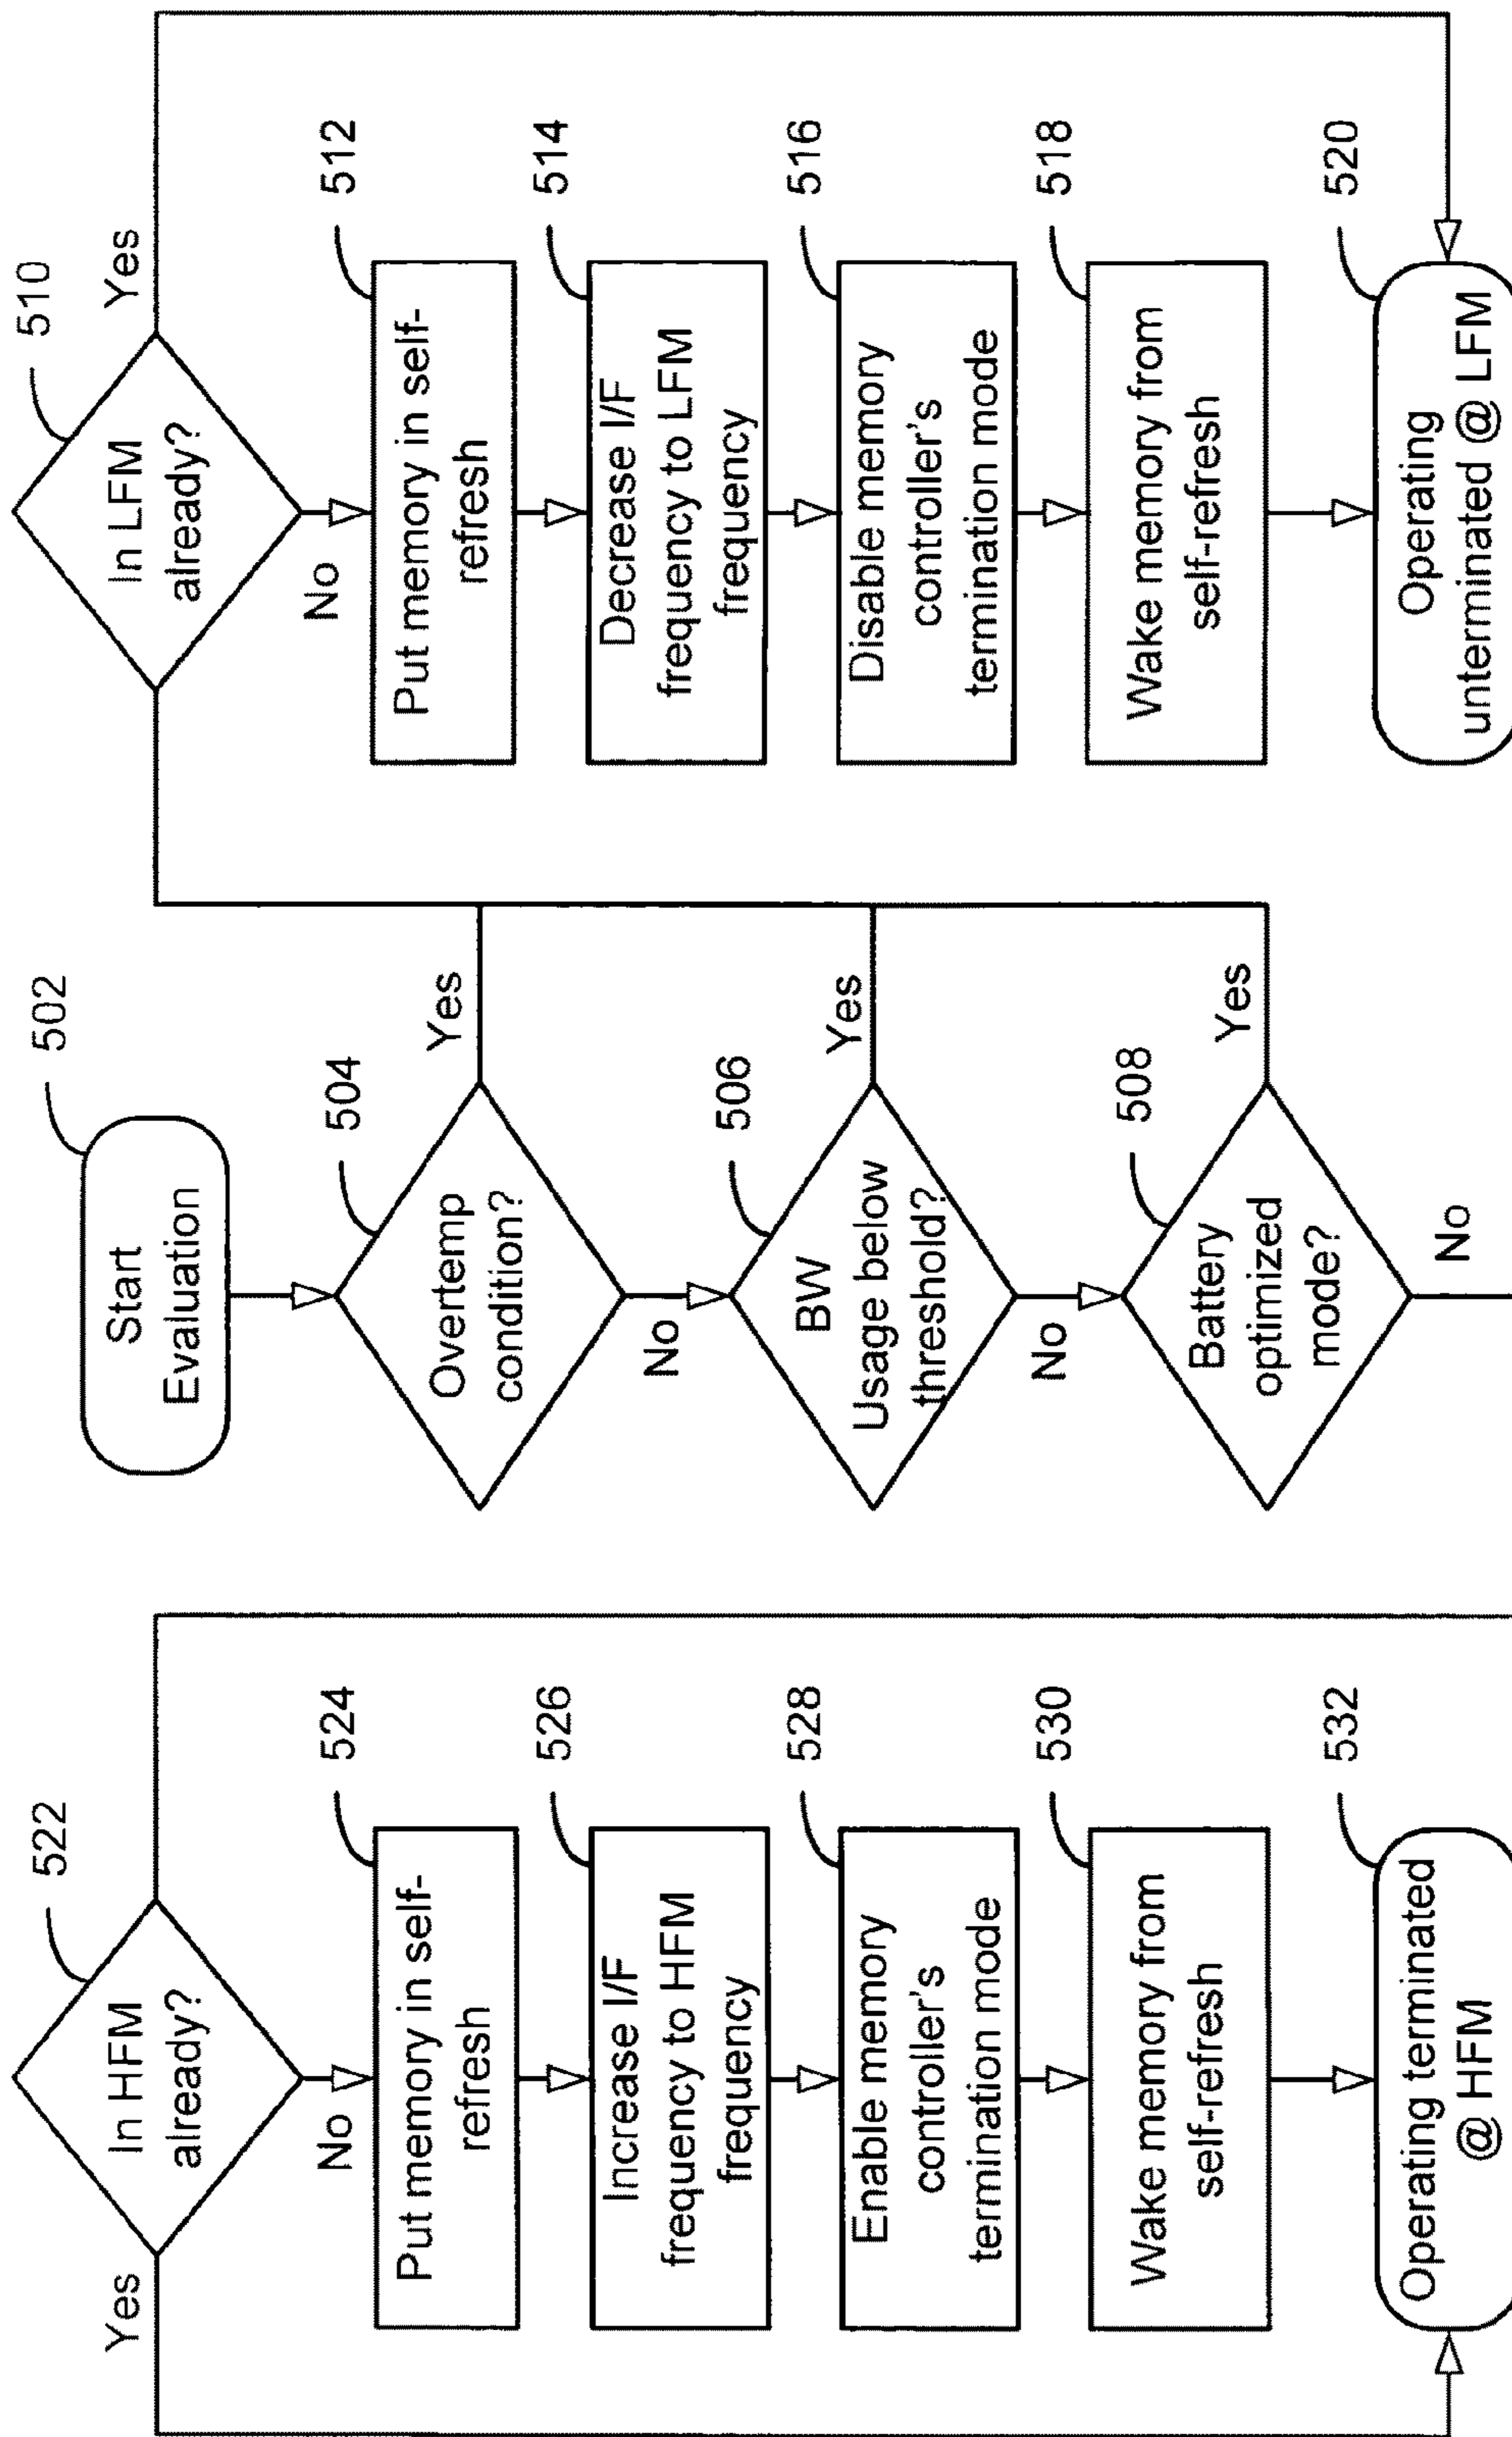 502
Start
Evaluation
504
Overtemp
condition?
Yes
No
506
BW
Usage below
threshold?
Yes
No
508
Battery
optimized
mode?
Yes
No
510
In LFM
already?
Yes
No
512
Put memory in self-
refresh
514
Decrease I/F
frequency to LFM
frequency
516
Disable memory
controller's
termination mode
518
Wake memory from
self-refresh
520
Operating
unterminated @ LFM
522
In HFM
already?
Yes
No
524
Put memory in self-
refresh
526
Increase I/F
frequency to HFM
frequency
528
Enable memory
controller's
termination mode
530
Wake memory from
self-refresh
532
Operating terminated
@ HFM